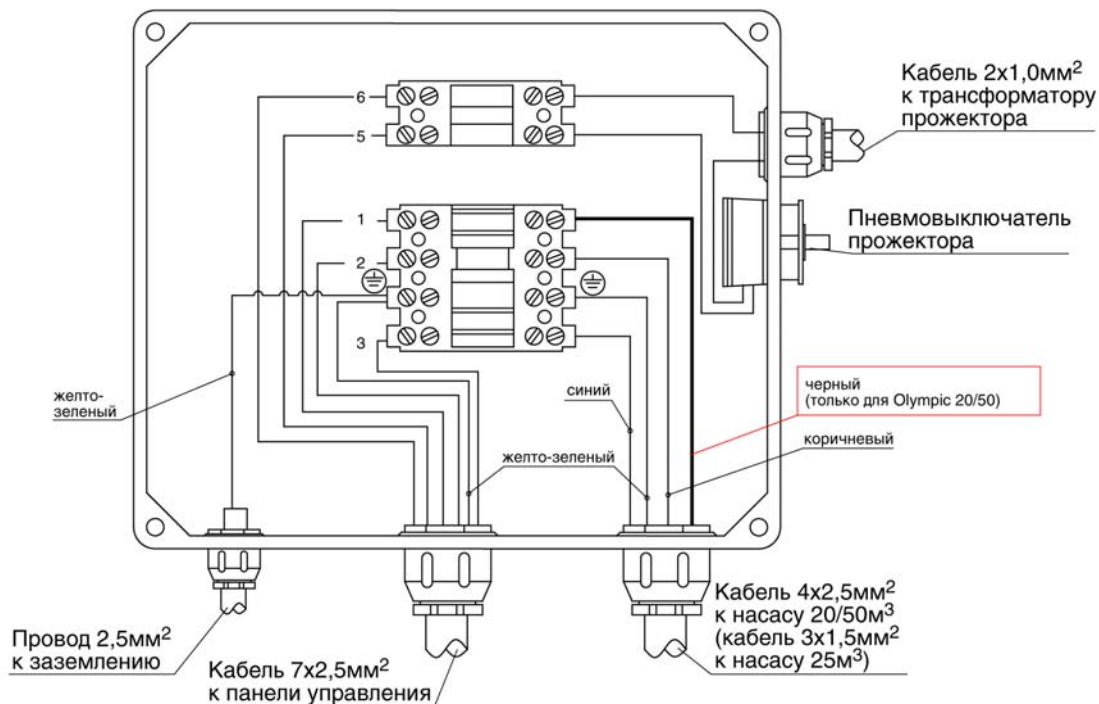 Кабель 2х1,0мм²
к трансформатору
прожектора
6
5
1
2
3
Пневмовыключатель
прожектора
желто-
зеленый
синий
черный
(только для Olympic 20/50)
коричневый
желто-зеленый
Провод 2,5мм²
к заземлению
Кабель 7х2,5мм²
к панели управления
Кабель 4х2,5мм²
к насасу 20/50м³
(кабель 3х1,5мм²
к насасу 25м³)